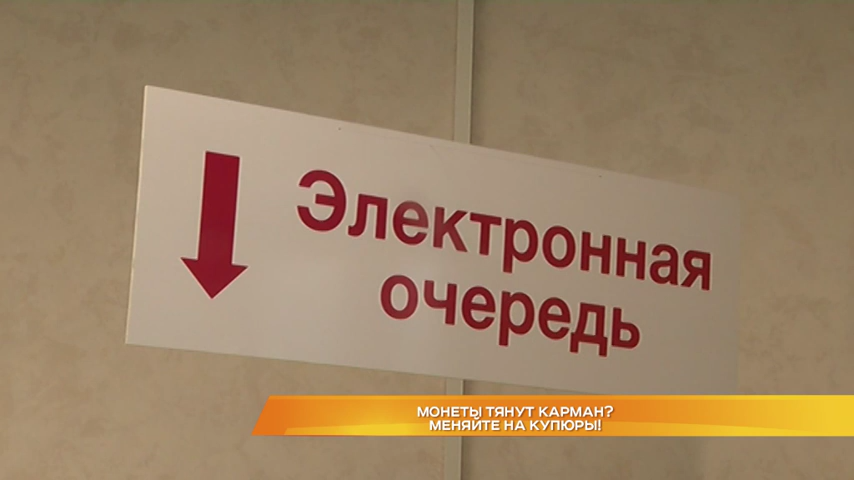 Электронная
очередь
МОНЕТЫ ТЯНУТ КАРМАН?
МЕНЯЙТЕ НА КУПЮРЫ!